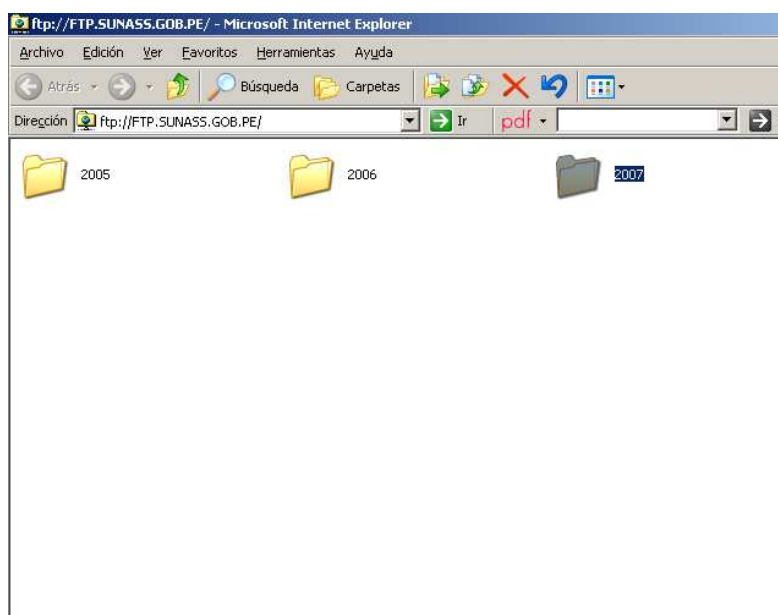 ftp://FTP.SUNASS.GOB.PE/ - Microsoft Internet Explorer
Archivo Edición Ver Favoritos Herramientas Ayuda
Atrás Búsqueda Carpetas
Dirección ftp://FTP.SUNASS.GOB.PE/ Ir pdf
2005 2006 2007